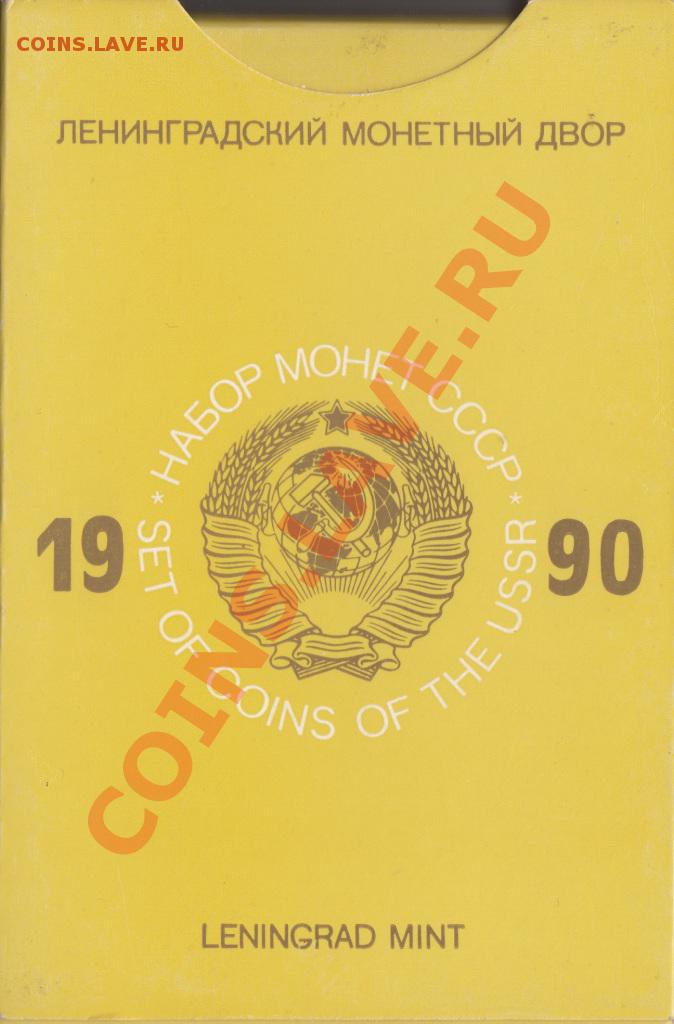 COINS.LAVE.RU
ЛЕНИНГРАДСКИЙ МОНЕТНЫЙ ДВОР
* НАБОР МОНЕТ СССР *
19 90
SET OF COINS OF THE USSR
COINS.LAVE.RU
LENINGRAD MINT